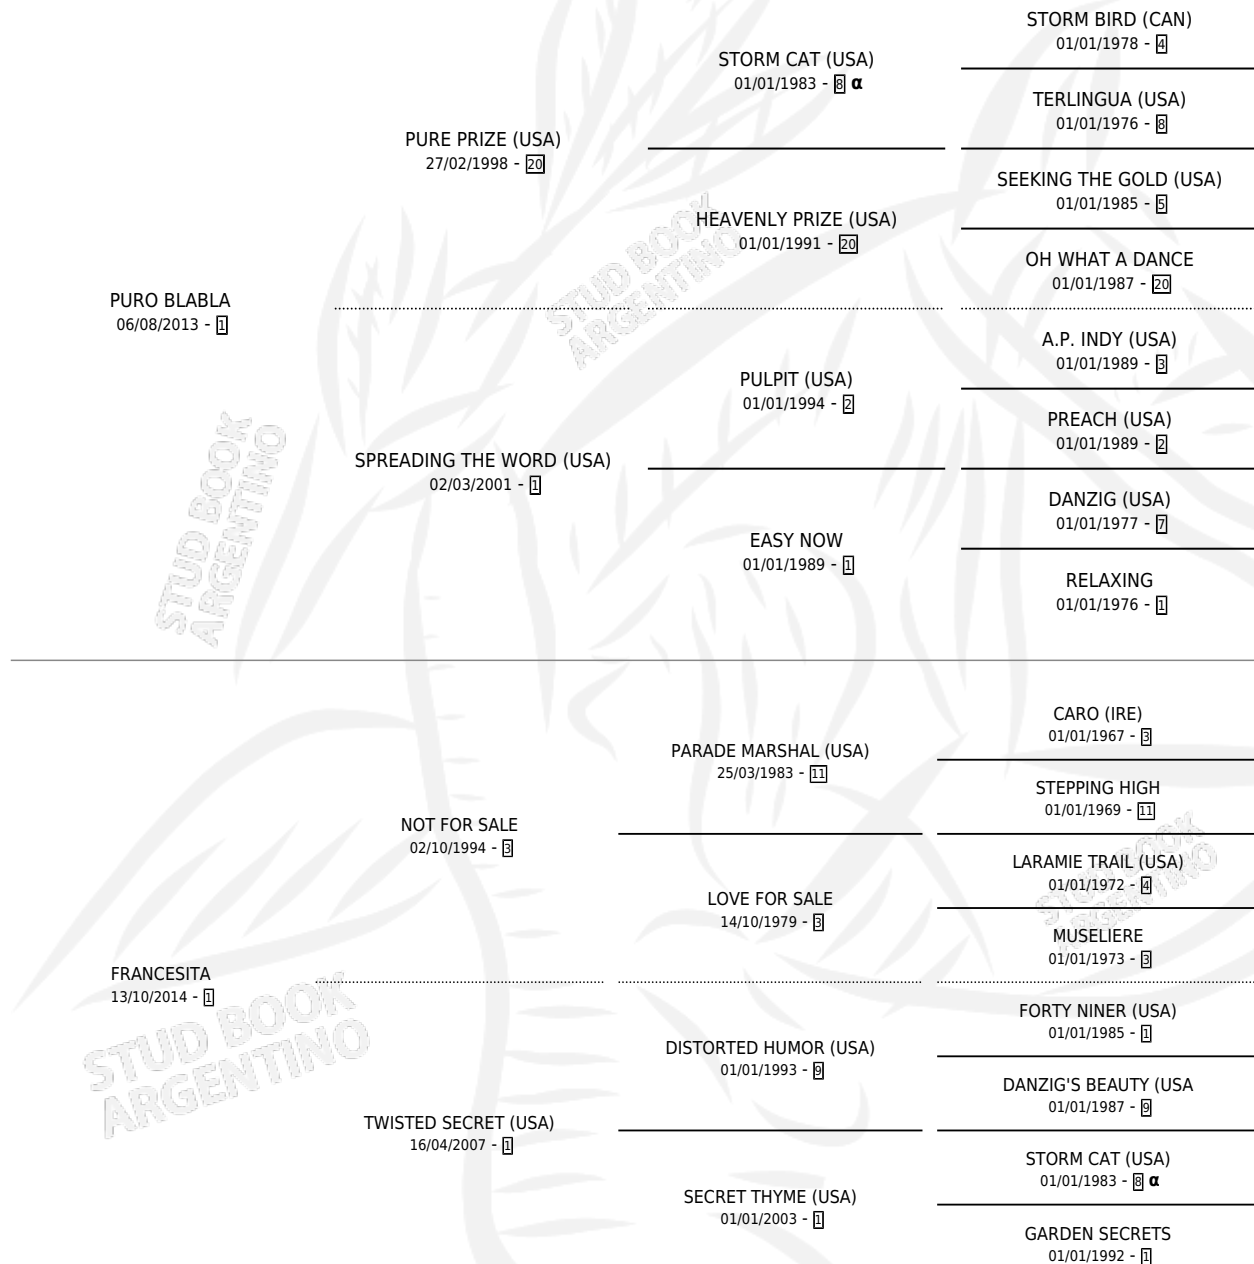 STORM BIRD (CAN)
01/01/1978 - 4
STORM CAT (USA)
01/01/1983 - 8 α
TERLINGUA (USA)
01/01/1976 - 8
PURE PRIZE (USA)
27/02/1998 - 20
SEEKING THE GOLD (USA)
01/01/1985 - 5
HEAVENLY PRIZE (USA)
01/01/1991 - 20
OH WHAT A DANCE
01/01/1987 - 20
PURO BLABLA
06/08/2013 - 1
STUD BOOK
ARGENTINO
A.P. INDY (USA)
01/01/1989 - 3
PULPIT (USA)
01/01/1994 - 2
PREACH (USA)
01/01/1989 - 2
SPREADING THE WORD (USA)
02/03/2001 - 1
DANZIG (USA)
01/01/1977 - 7
EASY NOW
01/01/1989 - 1
RELAXING
01/01/1976 - 1
STUD BOOK
ARGENTINO
CARO (IRE)
01/01/1967 - 3
PARADE MARSHAL (USA)
25/03/1983 - 11
STEPPING HIGH
01/01/1969 - 11
NOT FOR SALE
02/10/1994 - 3
LARAMIE TRAIL (USA)
01/01/1972 - 4
LOVE FOR SALE
14/10/1979 - 3
MUSELIERE
01/01/1973 - 3
STUD BOOK
ARGENTINO
FRANCESITA
13/10/2014 - 1
FORTY NINER (USA)
01/01/1985 - 1
DISTORTED HUMOR (USA)
01/01/1993 - 9
DANZIG'S BEAUTY (USA
01/01/1987 - 9
TWISTED SECRET (USA)
16/04/2007 - 1
STORM CAT (USA)
01/01/1983 - 8 α
SECRET THYME (USA)
01/01/2003 - 1
GARDEN SECRETS
01/01/1992 - 1
STUD BOOK
ARGENTINO